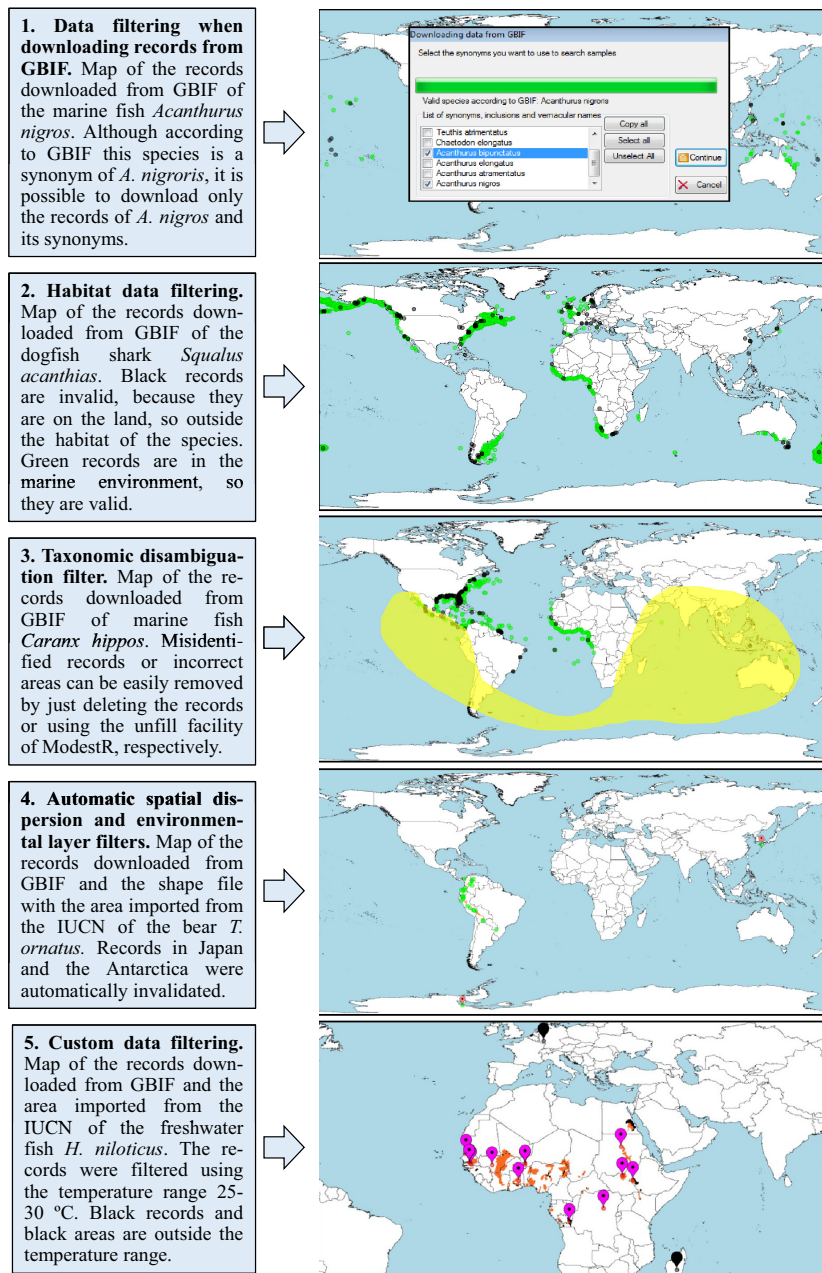 1. Data filtering when
downloading records from
GBIF. Map of the records
downloaded from GBIF of
the marine fish Acanthurus
nigros. Although according
to GBIF this species is a
synonym of A. nigroris, it is
possible to download only
the records of A. nigros and
its synonyms.
Downloading data from GBIF
Select the synonyms you want to use to search samples
Valid species according to GBIF: Acanthurus nigroris
List of synonyms, inclusions and vernacular names
Teuthis atrimentatus
Chaetodon elongatus
Acanthurus bipunctatus
Acanthurus elongatus
Acanthurus atramentatus
Acanthurus nigros
Copy all
Select all
Unselect All
Continue
Cancel
2. Habitat data filtering.
Map of the records down-
loaded from GBIF of the
dogfish shark Squalus
acanthias. Black records
are invalid, because they
are on the land, so outside
the habitat of the species.
Green records are in the
marine environment, so
they are valid.
3. Taxonomic disambigua-
tion filter. Map of the re-
cords downloaded from
GBIF of marine fish
Caranx hippos. Misidenti-
fied records or incorrect
areas can be easily removed
by just deleting the records
or using the unfill facility
of ModestR, respectively.
4. Automatic spatial dis-
persion and environmen-
tal layer filters. Map of the
records downloaded from
GBIF and the shape file
with the area imported from
the IUCN of the bear T.
ornatus. Records in Japan
and the Antarctica were
automatically invalidated.
5. Custom data filtering.
Map of the records down-
loaded from GBIF and the
area imported from the
IUCN of the freshwater
fish H. niloticus. The re-
cords were filtered using
the temperature range 25-
30 ºC. Black records and
black areas are outside the
temperature range.